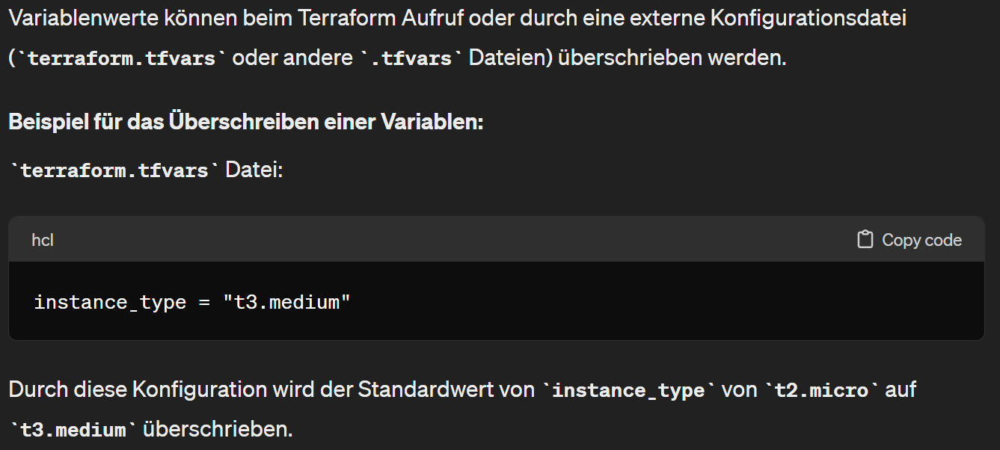 Variablenwerte können beim Terraform Aufruf oder durch eine externe Konfigurationsdatei
(`terraform.tfvars` oder andere `.tfvars` Dateien) überschrieben werden.
Beispiel für das Überschreiben einer Variablen:
`terraform.tfvars` Datei:
hcl Copy code
instance_type = "t3.medium"
Durch diese Konfiguration wird der Standardwert von `instance_type` von `t2.micro` auf
`t3.medium` überschrieben.